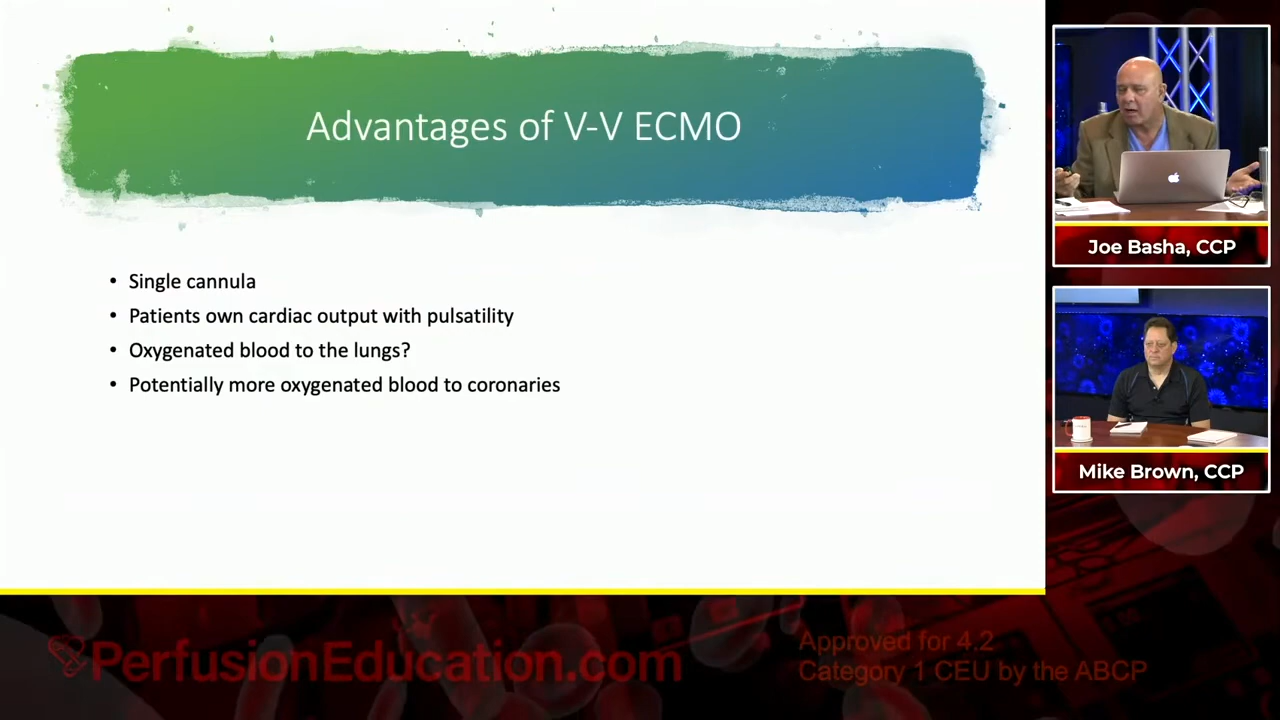 Advantages of V-V ECMO
• Single cannula
• Patients own cardiac output with pulsatility
• Oxygenated blood to the lungs?
• Potentially more oxygenated blood to coronaries
Joe Basha, CCP
Mike Brown, CCP
PerfusionEducation.com
Approved for 4.2
Category 1 CEU by the ABCP